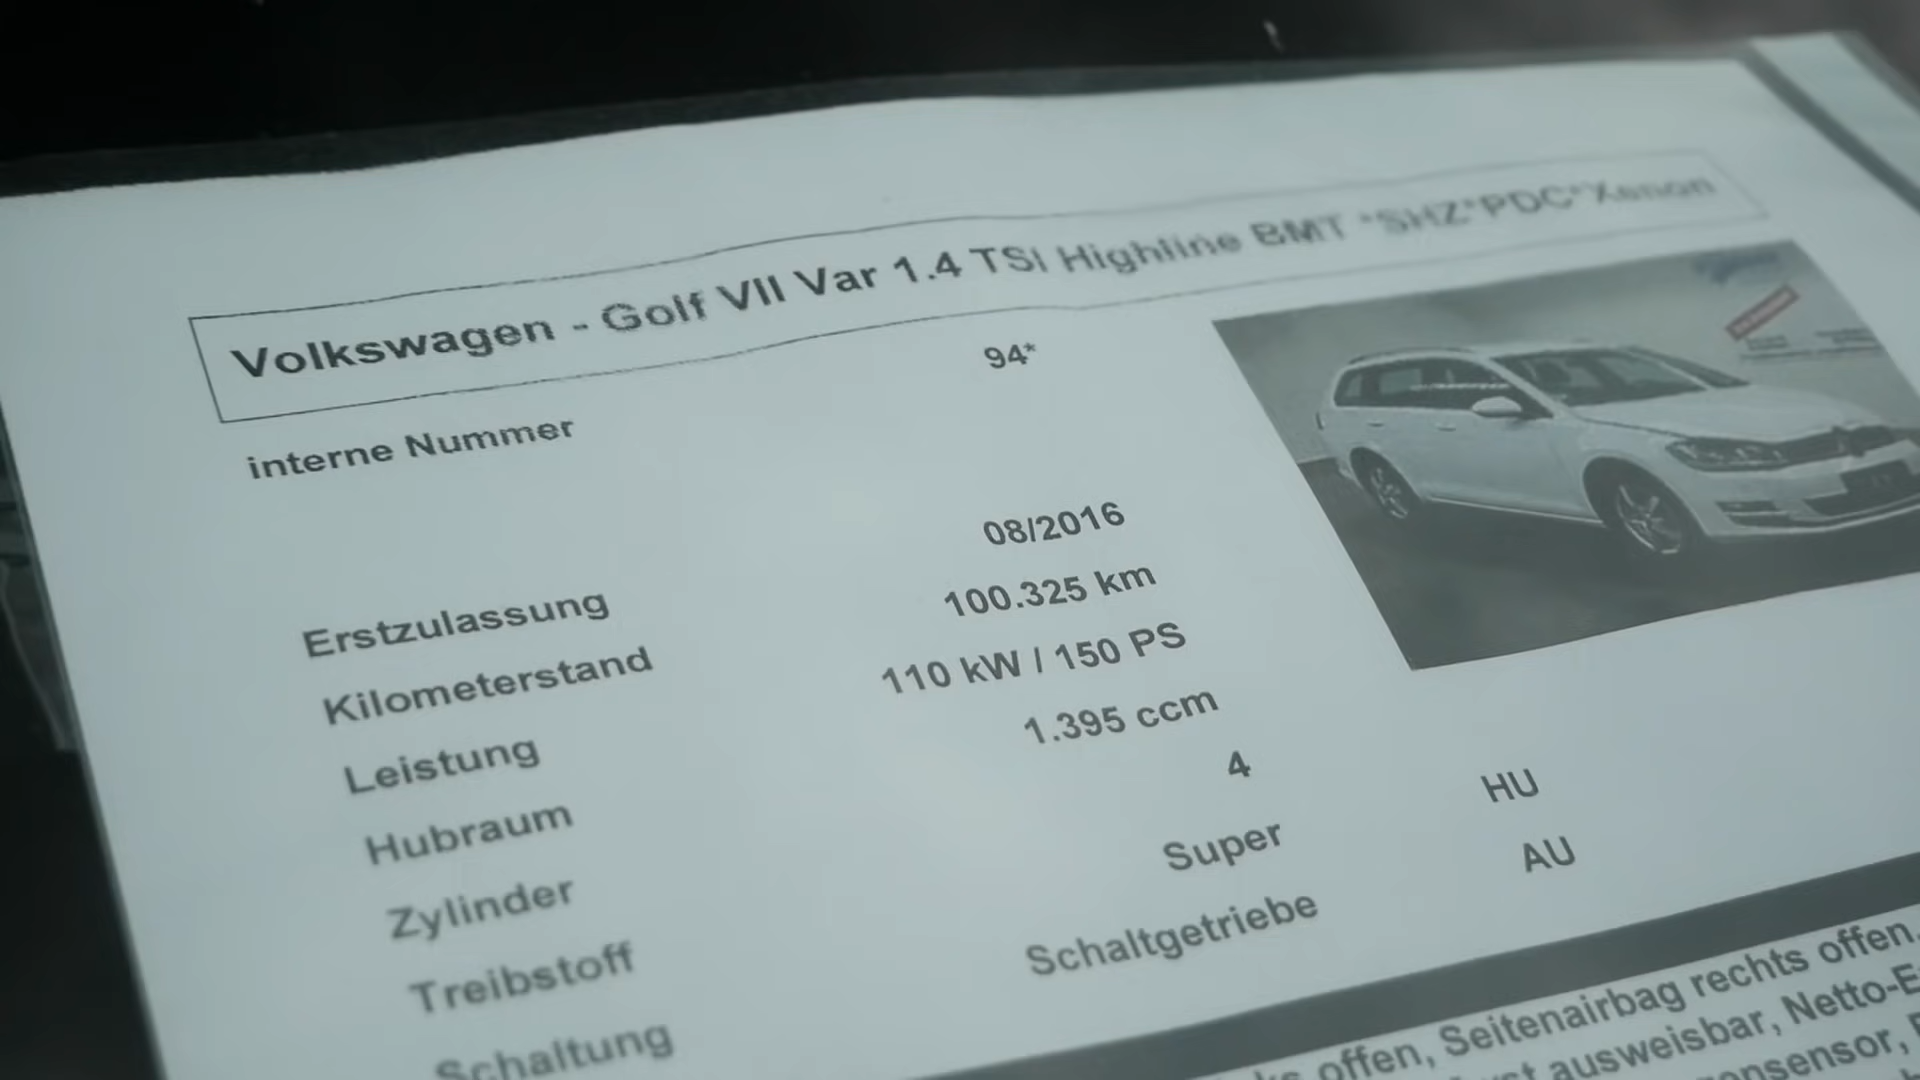 Volkswagen - Golf VII Var 1.4 TSI Highline BMT *SHZ*PDC*Xenon
interne Nummer 94*
Erstzulassung 08/2016
Kilometerstand 100.325 km
Leistung 110 kW / 150 PS
Hubraum 1.395 ccm
Zylinder 4
Treibstoff Super HU
Schaltung Schaltgetriebe AU
offen, Seitenairbag rechts offen,
ausweisbar, Netto-E